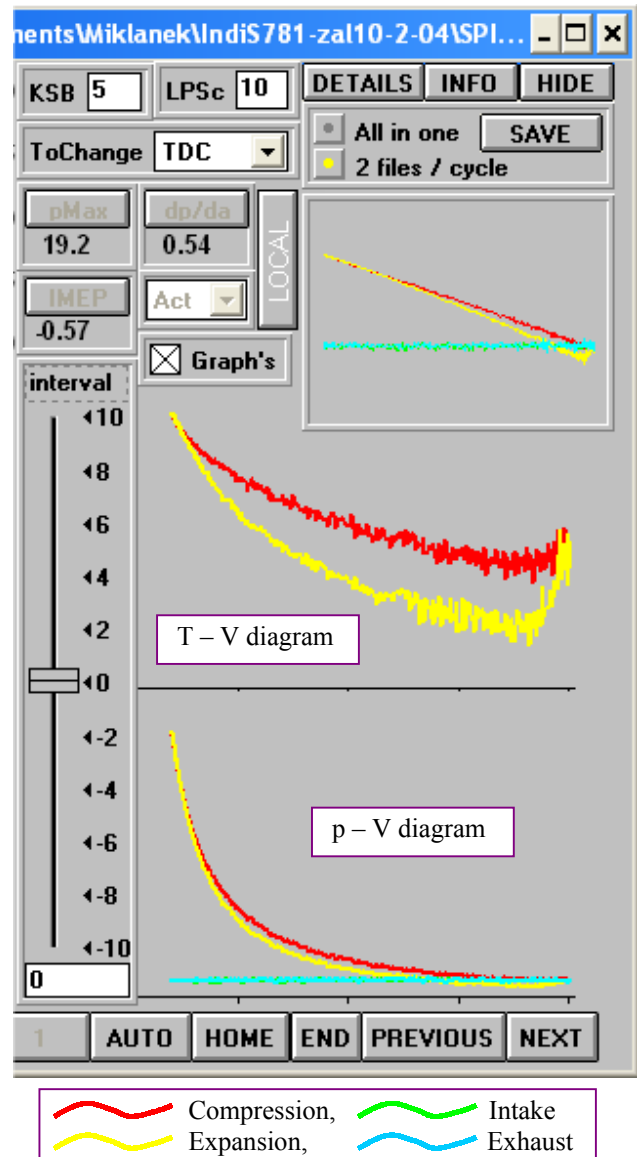 nents\Miklanek\IndiS781-zal10-2-04\SPI...
KSB 5 LPSc 10 DETAILS INFO HIDE
All in one SAVE
ToChange TDC
2 files / cycle
pMax dp/da
19.2 0.54
LOCAL
IMEP Act
-0.57
Graph's
interval
10
8
6
4
2
T – V diagram
0
-2
-4
p – V diagram
-6
-8
-10
0
1 AUTO HOME END PREVIOUS NEXT
Compression, Intake
Expansion, Exhaust